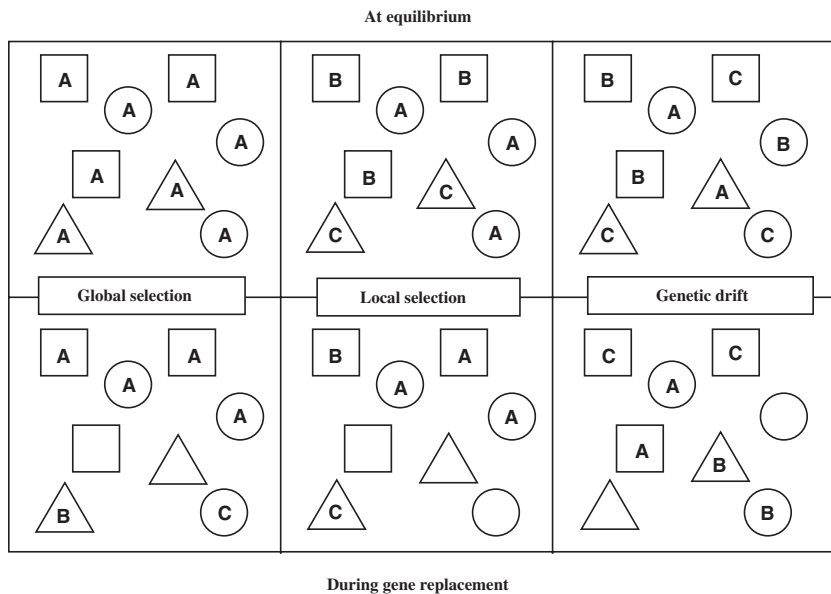 At equilibrium
A A
A
A
A A
A A
B B
A
A
B C
C A
B C
A
B
B A
C C
Global selection Local selection Genetic drift
A A
A
A
B C
B A
A
A
C
C C
A
A B
B
During gene replacement